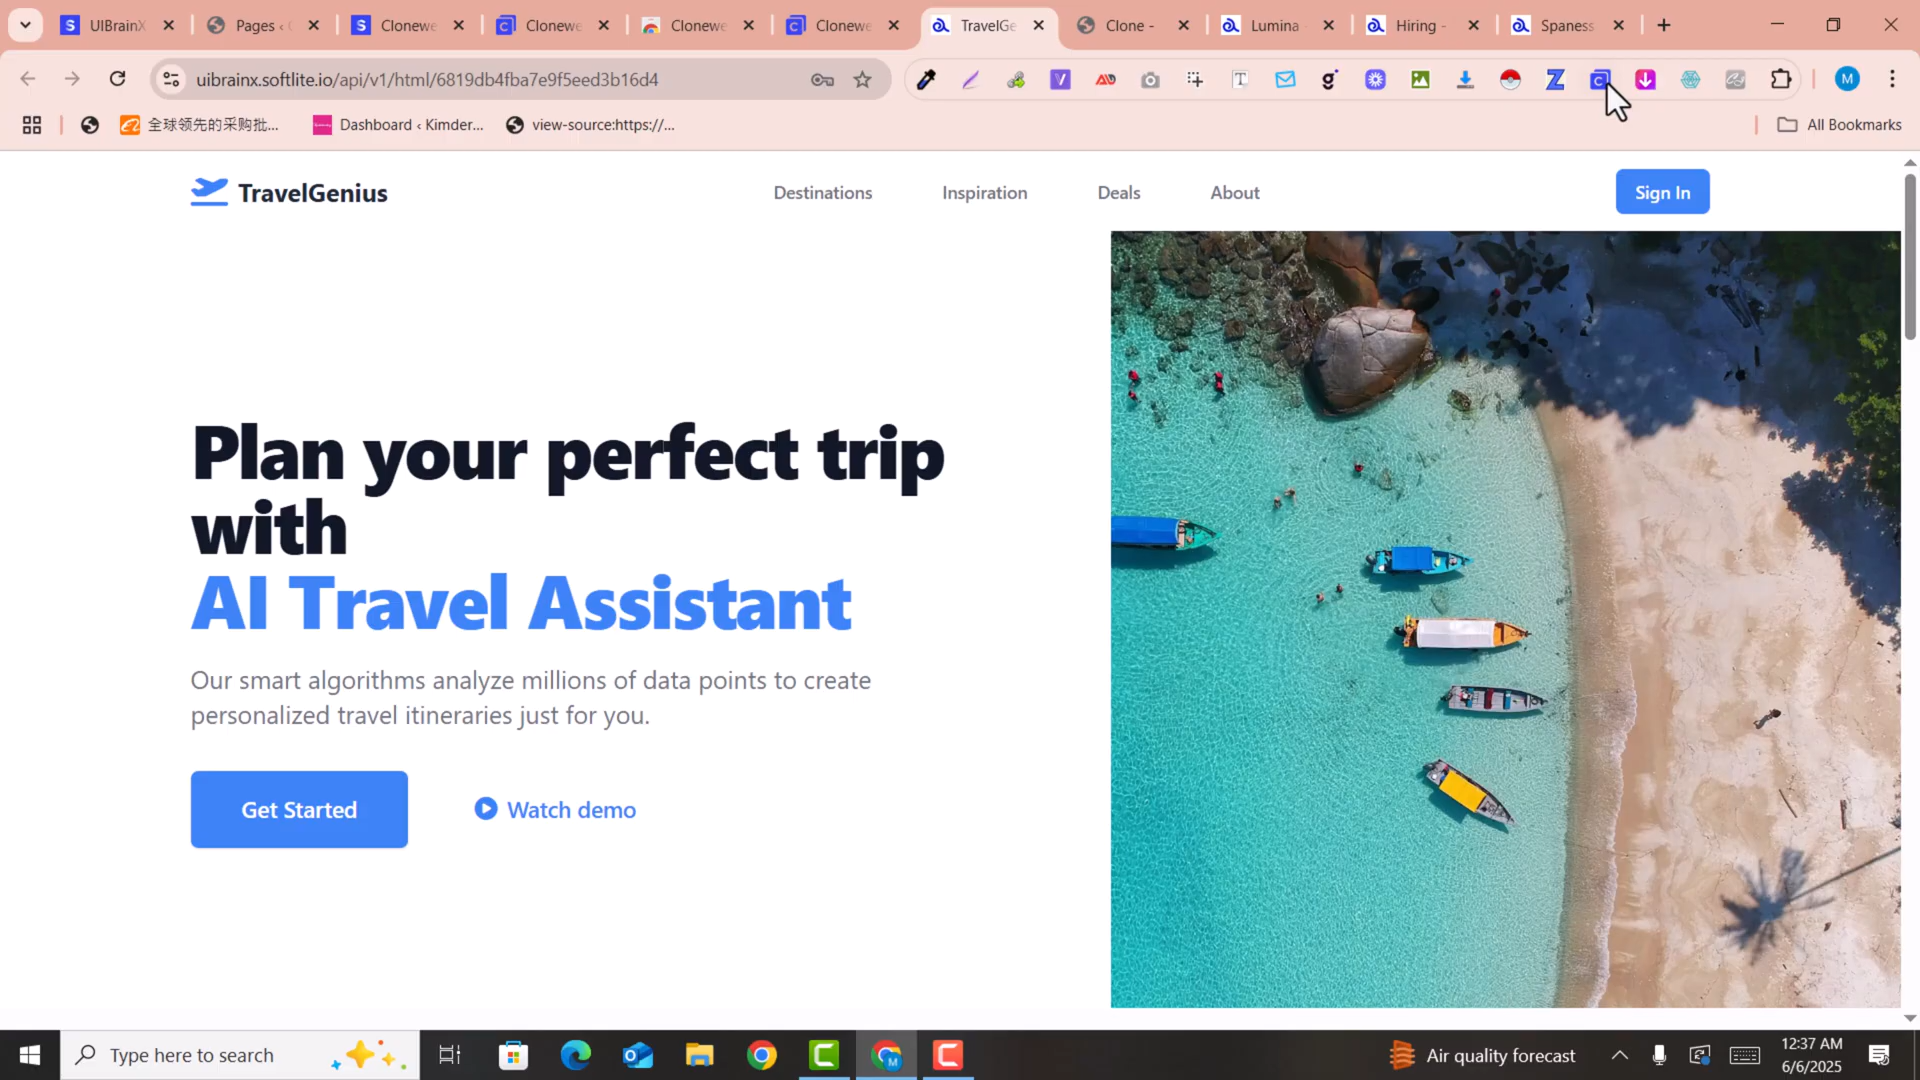 UIBrainX
Pages ‹
Clonewe
Clonewe
Clonewe
Clonewe
TravelGe
Clone -
Lumina
Hiring -
Spaness
uibrainx.softlite.io/api/v1/html/6819db4fba7e9f5eed3b16d4
全球领先的采购批...
Dashboard ‹ Kimder...
view-source:https://...
All Bookmarks
TravelGenius
Destinations
Inspiration
Deals
About
Sign In
Plan your perfect trip
with
AI Travel Assistant
Our smart algorithms analyze millions of data points to create
personalized travel itineraries just for you.
Get Started
Watch demo
Type here to search
Air quality forecast
12:37 AM
6/6/2025